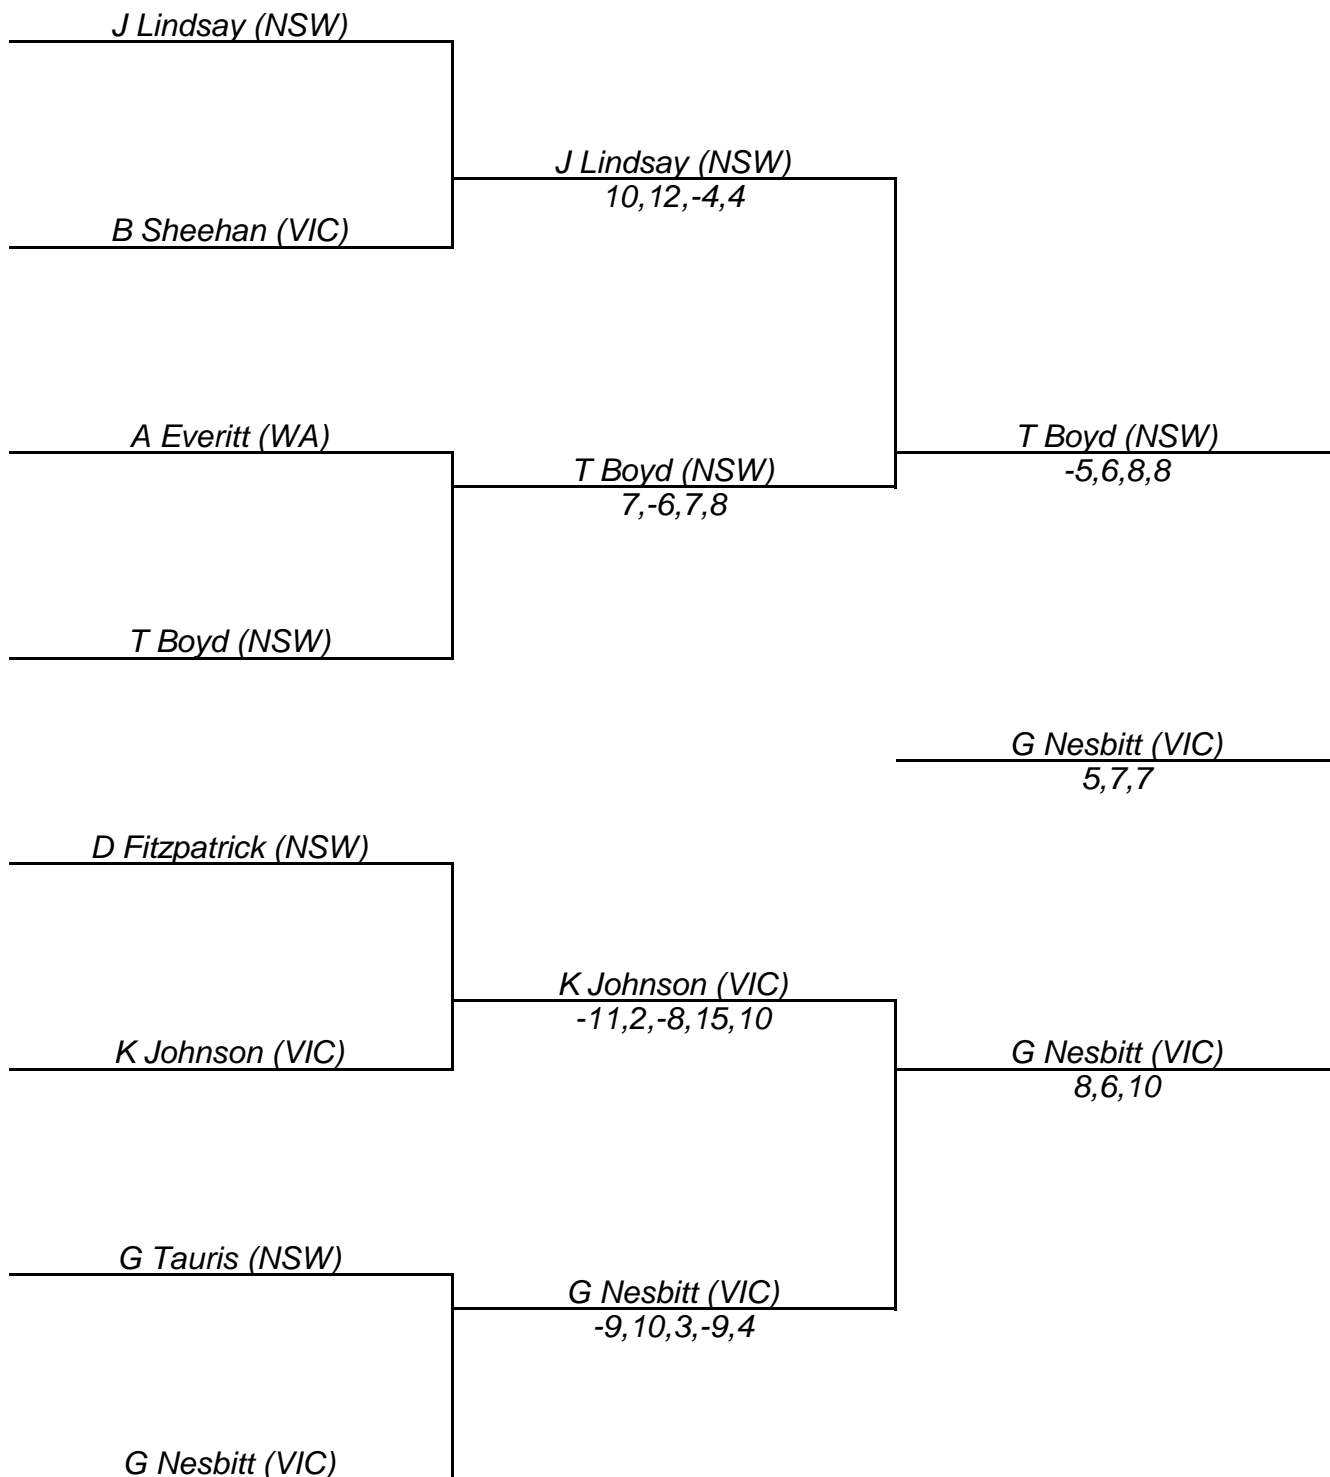 J Lindsay (NSW)
J Lindsay (NSW)
10,12,-4,4
B Sheehan (VIC)
A Everitt (WA)
T Boyd (NSW)
-5,6,8,8
T Boyd (NSW)
7,-6,7,8
T Boyd (NSW)
G Nesbitt (VIC)
5,7,7
D Fitzpatrick (NSW)
K Johnson (VIC)
-11,2,-8,15,10
K Johnson (VIC)
G Nesbitt (VIC)
8,6,10
G Tauris (NSW)
G Nesbitt (VIC)
-9,10,3,-9,4
G Nesbitt (VIC)